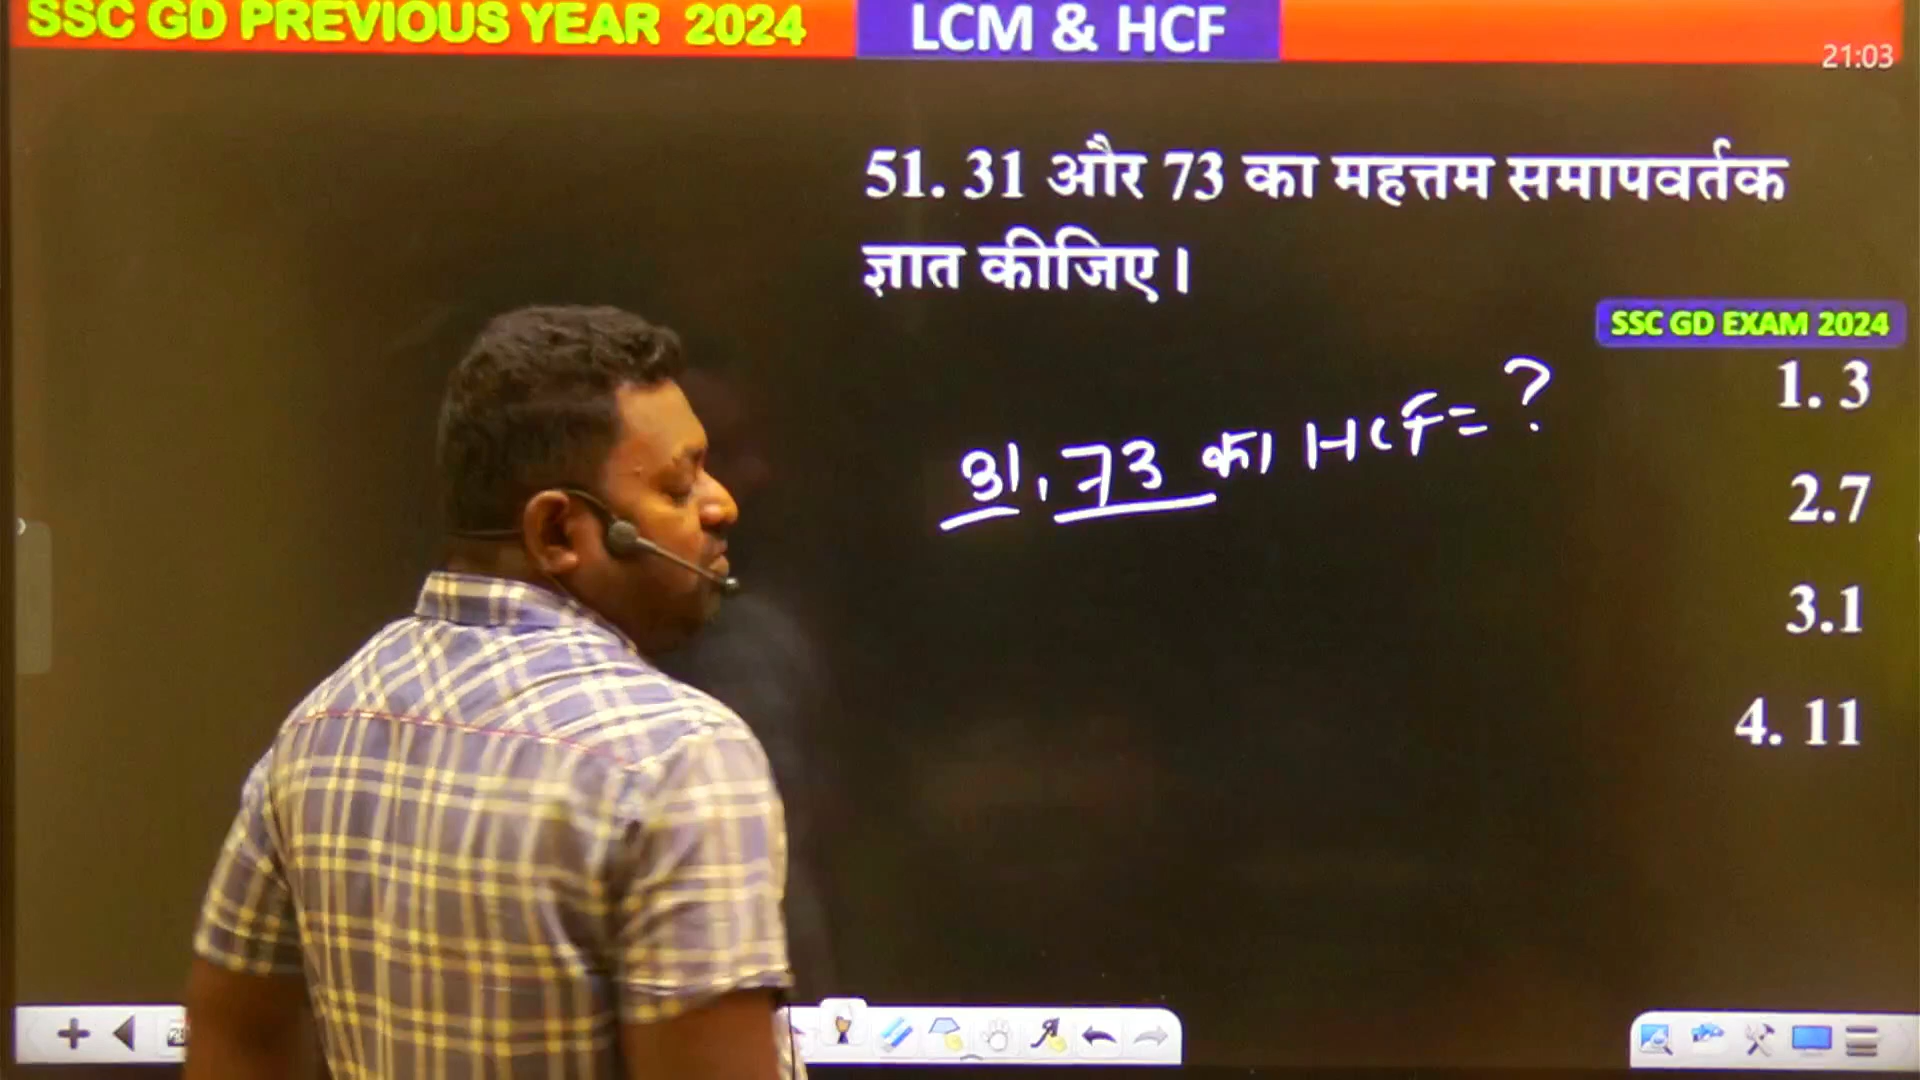 SSC GD PREVIOUS YEAR 2024
LCM & HCF
21:03
51. 31 और 73 का महत्तम समापवर्तक
ज्ञात कीजिए।
SSC GD EXAM 2024
31, 73 का HCF = ?
1. 3
2.7
3.1
4. 11